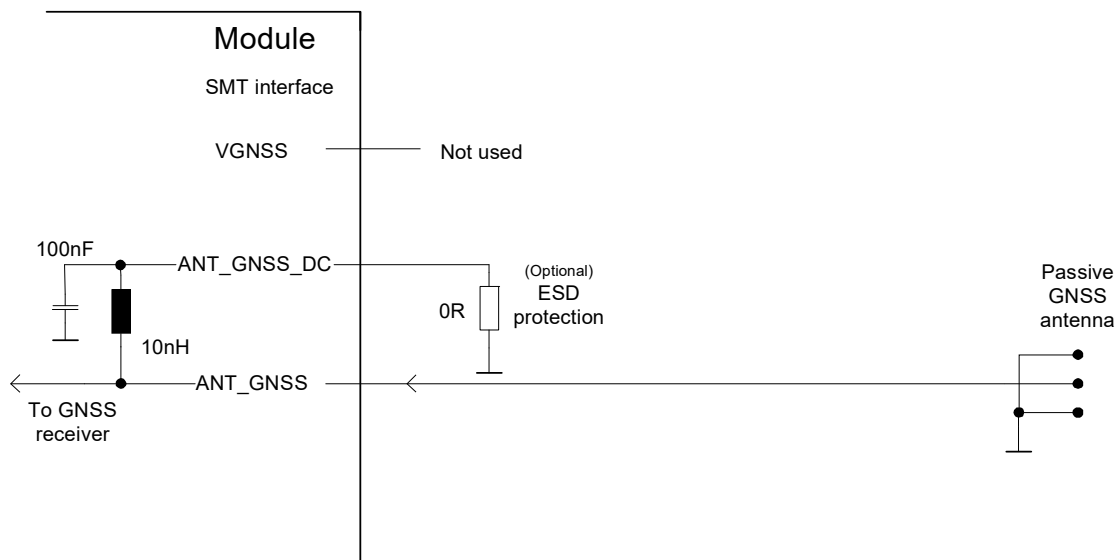 Module
SMT interface
VGNSS
Not used
100nF
ANT_GNSS_DC
(Optional)
ESD
protection
0R
Passive
GNSS
antenna
10nH
ANT_GNSS
To GNSS
receiver